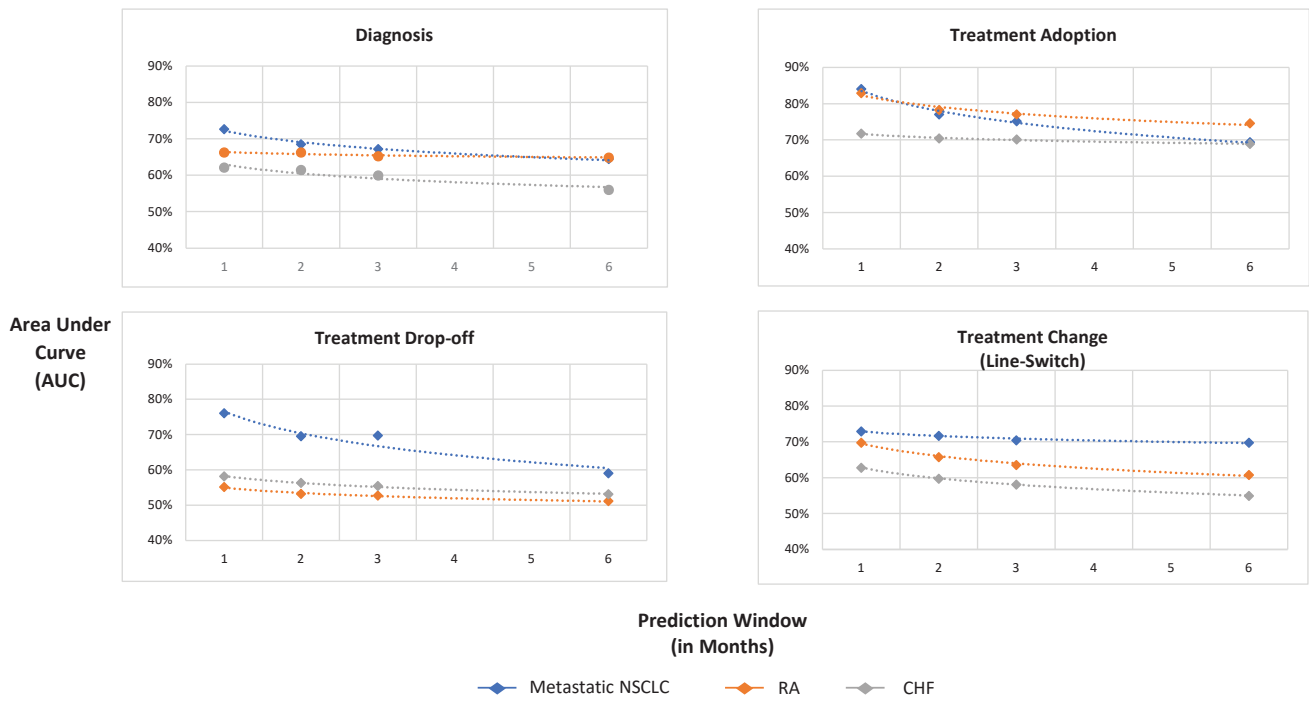 Diagnosis
90%
80%
70%
60%
50%
40%
1 2 3 4 5 6
Treatment Adoption
90%
80%
70%
60%
50%
40%
1 2 3 4 5 6
Area Under
Curve
(AUC)
Treatment Drop-off
90%
80%
70%
60%
50%
40%
1 2 3 4 5 6
Treatment Change
(Line-Switch)
90%
80%
70%
60%
50%
40%
1 2 3 4 5 6
Prediction Window
(in Months)
Metastatic NSCLC RA CHF